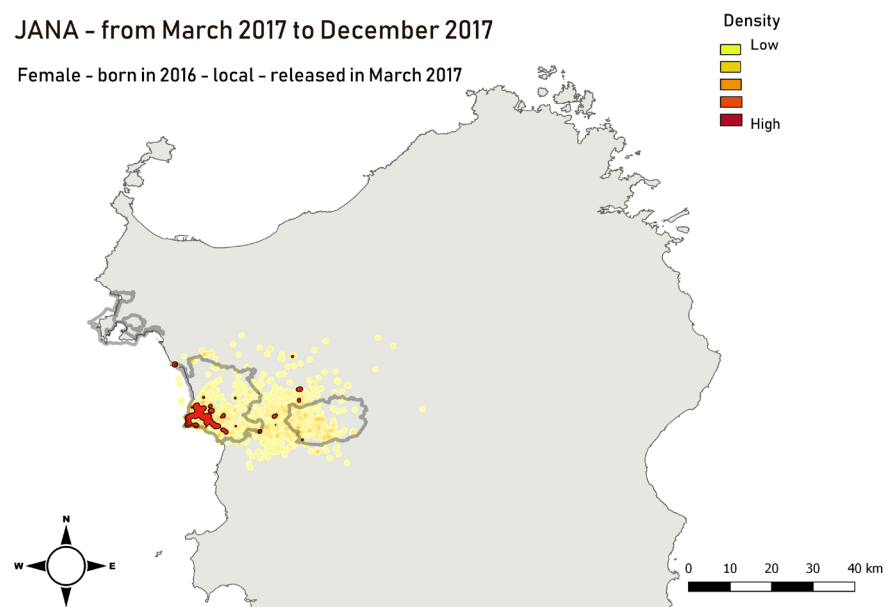 JANA - from March 2017 to December 2017
Female - born in 2016 - local - released in March 2017
Density
Low
High
N
W E
0 10 20 30 40 km